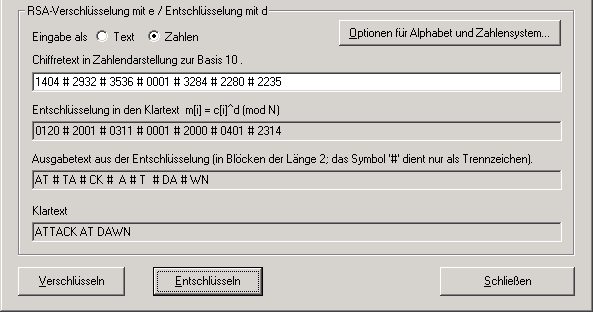 RSA-Verschlüsselung mit e / Entschlüsselung mit d
Eingabe als Text Zahlen
Optionen für Alphabet und Zahlensystem...
Chiffretext in Zahlendarstellung zur Basis 10 .
1404 # 2932 # 3536 # 0001 # 3284 # 2280 # 2235
Entschlüsselung in den Klartext m[i] = c[i]^d (mod N)
0120 # 2001 # 0311 # 0001 # 2000 # 0401 # 2314
Ausgabetext aus der Entschlüsselung (in Blöcken der Länge 2; das Symbol '#' dient nur als Trennzeichen).
AT # TA # CK # A # T # DA # WN
Klartext
ATTACK AT DAWN
Verschlüsseln Entschlüsseln Schließen